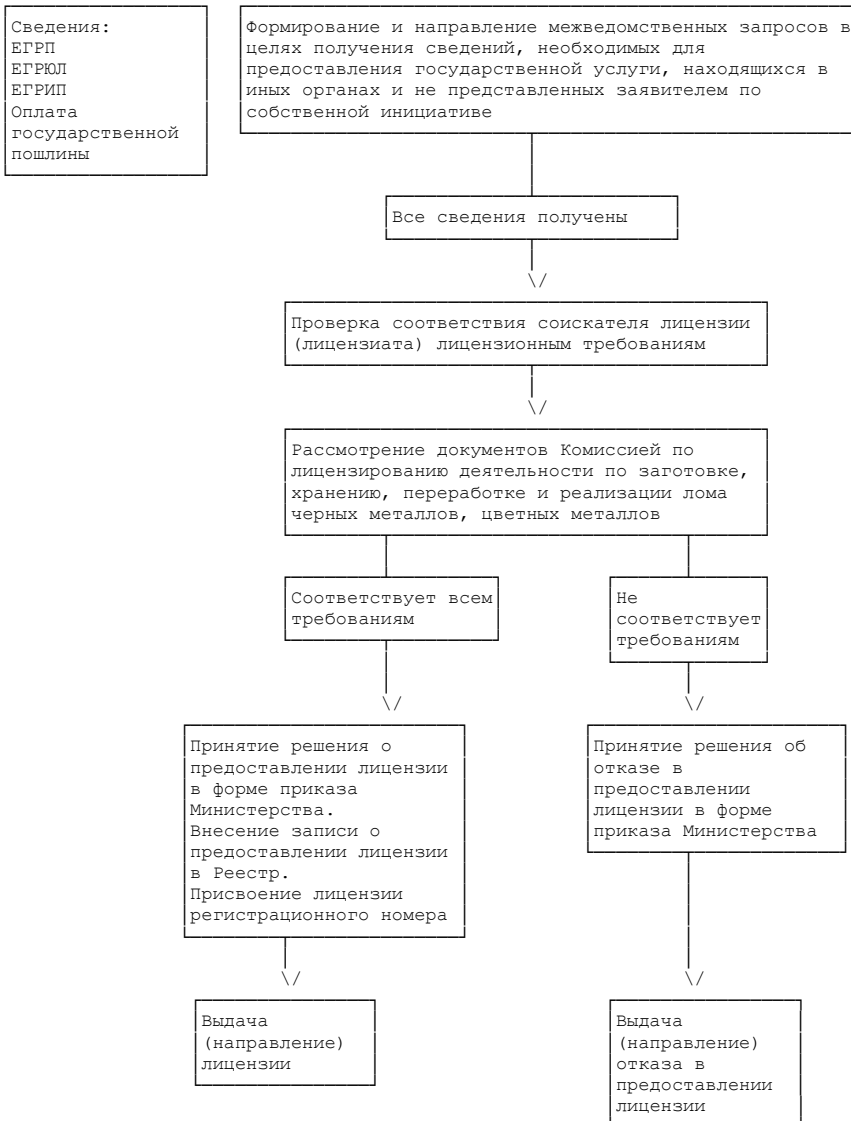 Сведения:
ЕГРП
ЕГРЮЛ
ЕГРИП
Оплата
государственной
пошлины
Формирование и направление межведомственных запросов в
целях получения сведений, необходимых для
предоставления государственной услуги, находящихся в
иных органах и не представленных заявителем по
собственной инициативе
Все сведения получены
Проверка соответствия соискателя лицензии
(лицензиата) лицензионным требованиям
Рассмотрение документов Комиссией по
лицензированию деятельности по заготовке,
хранению, переработке и реализации лома
черных металлов, цветных металлов
Соответствует всем
требованиям
Не
соответствует
требованиям
Принятие решения о
предоставлении лицензии
в форме приказа
Министерства.
Внесение записи о
предоставлении лицензии
в Реестр.
Присвоение лицензии
регистрационного номера
Принятие решения об
отказе в
предоставлении
лицензии в форме
приказа Министерства
Выдача
(направление)
лицензии
Выдача
(направление)
отказа в
предоставлении
лицензии